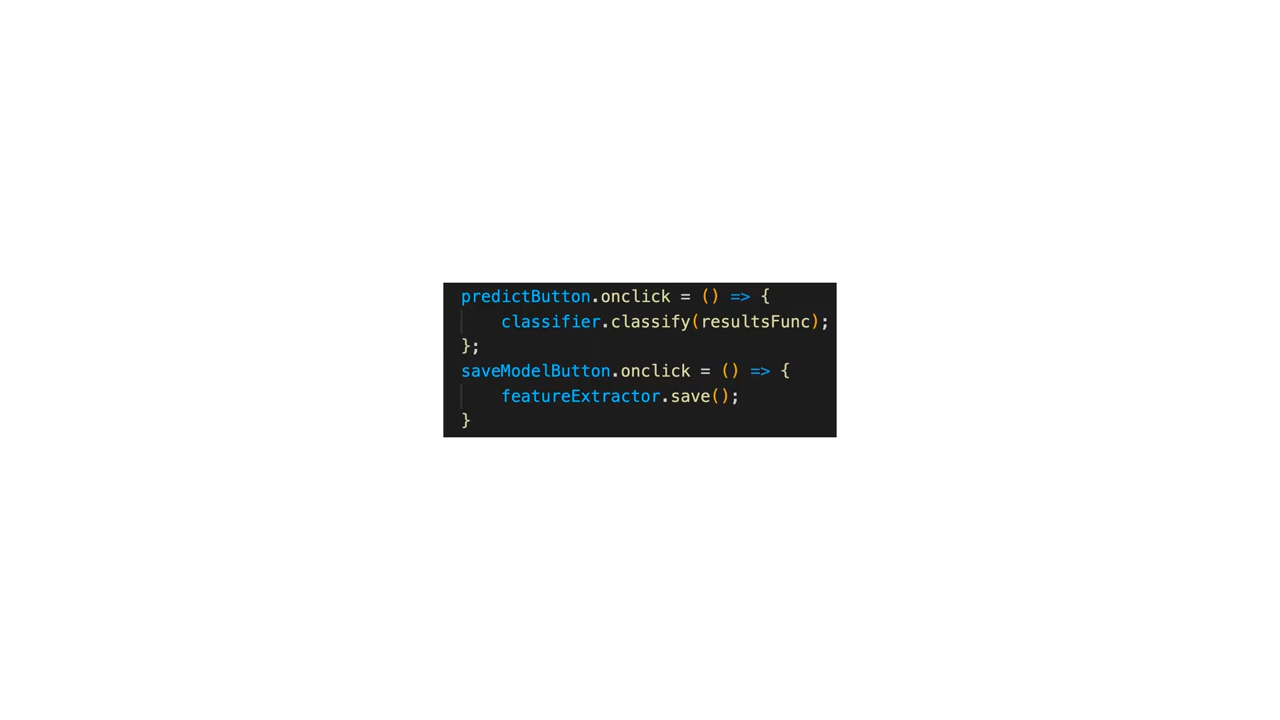 predictButton.onclick = () => {
    classifier.classify(resultsFunc);
};
saveModelButton.onclick = () => {
    featureExtractor.save();
}